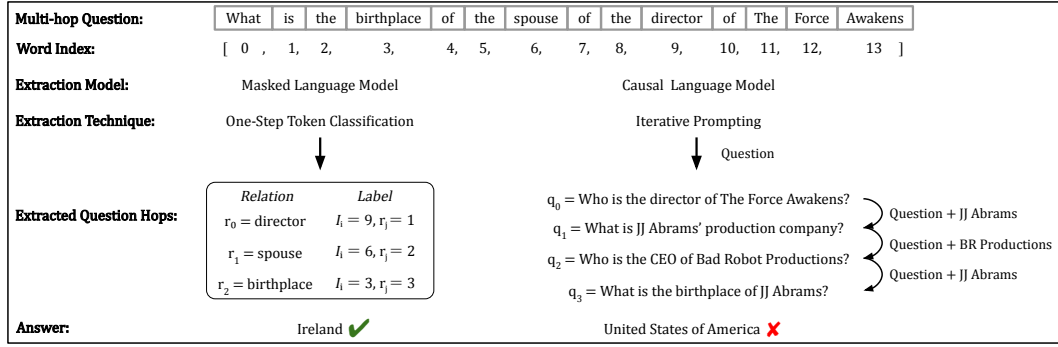 Multi-hop Question: What is the birthplace of the spouse of the director of The Force Awakens
Word Index: [ 0 , 1, 2, 3, 4, 5, 6, 7, 8, 9, 10, 11, 12, 13 ]
Extraction Model: Masked Language Model Causal Language Model
Extraction Technique: One-Step Token Classification Iterative Prompting
Question
Relation Label
r0 = director Ii = 9, rj = 1
r1 = spouse Ii = 6, rj = 2
r2 = birthplace Ii = 3, rj = 3
Extracted Question Hops:
q0 = Who is the director of The Force Awakens?
Question + JJ Abrams
q1 = What is JJ Abrams' production company?
Question + BR Productions
q2 = Who is the CEO of Bad Robot Productions?
Question + JJ Abrams
q3 = What is the birthplace of JJ Abrams?
Answer: Ireland ✔ United States of America ✘